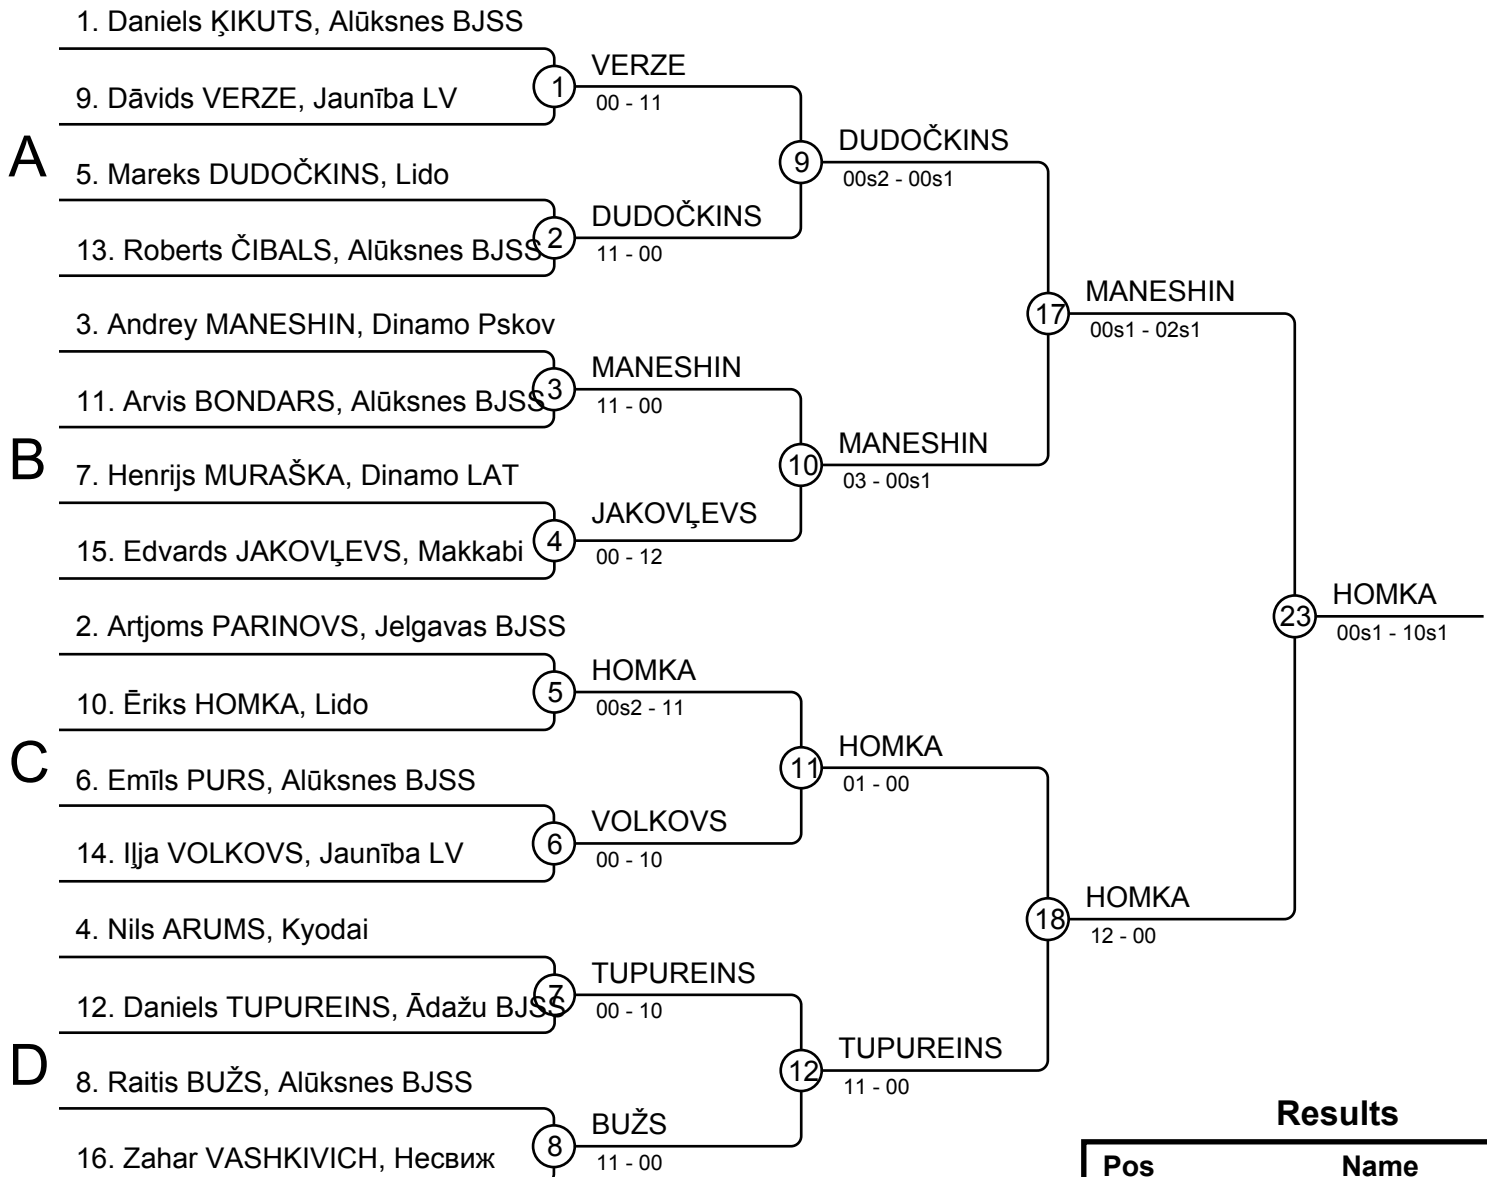 1. Daniels ĶIKUTS, Alūksnes BJSS
9. Dāvids VERZE, Jaunība LV
1
VERZE
00 - 11
A
5. Mareks DUDOČKINS, Lido
13. Roberts ČIBALS, Alūksnes BJSS
2
DUDOČKINS
11 - 00
9
DUDOČKINS
00s2 - 00s1
3. Andrey MANESHIN, Dinamo Pskov
11. Arvis BONDARS, Alūksnes BJSS
3
MANESHIN
11 - 00
B
7. Henrijs MURAŠKA, Dinamo LAT
15. Edvards JAKOVĻEVS, Makkabi
4
JAKOVĻEVS
00 - 12
10
MANESHIN
03 - 00s1
17
MANESHIN
00s1 - 02s1
2. Artjoms PARINOVS, Jelgavas BJSS
10. Ēriks HOMKA, Lido
5
HOMKA
00s2 - 11
C
6. Emīls PURS, Alūksnes BJSS
14. Iļja VOLKOVS, Jaunība LV
6
VOLKOVS
00 - 10
11
HOMKA
01 - 00
4. Nils ARUMS, Kyodai
12. Daniels TUPUREINS, Ādažu BJSS
7
TUPUREINS
00 - 10
D
8. Raitis BUŽS, Alūksnes BJSS
16. Zahar VASHKIVICH, Несвиж
8
BUŽS
11 - 00
12
TUPUREINS
11 - 00
18
HOMKA
12 - 00
23
HOMKA
00s1 - 10s1
Results
Pos Name